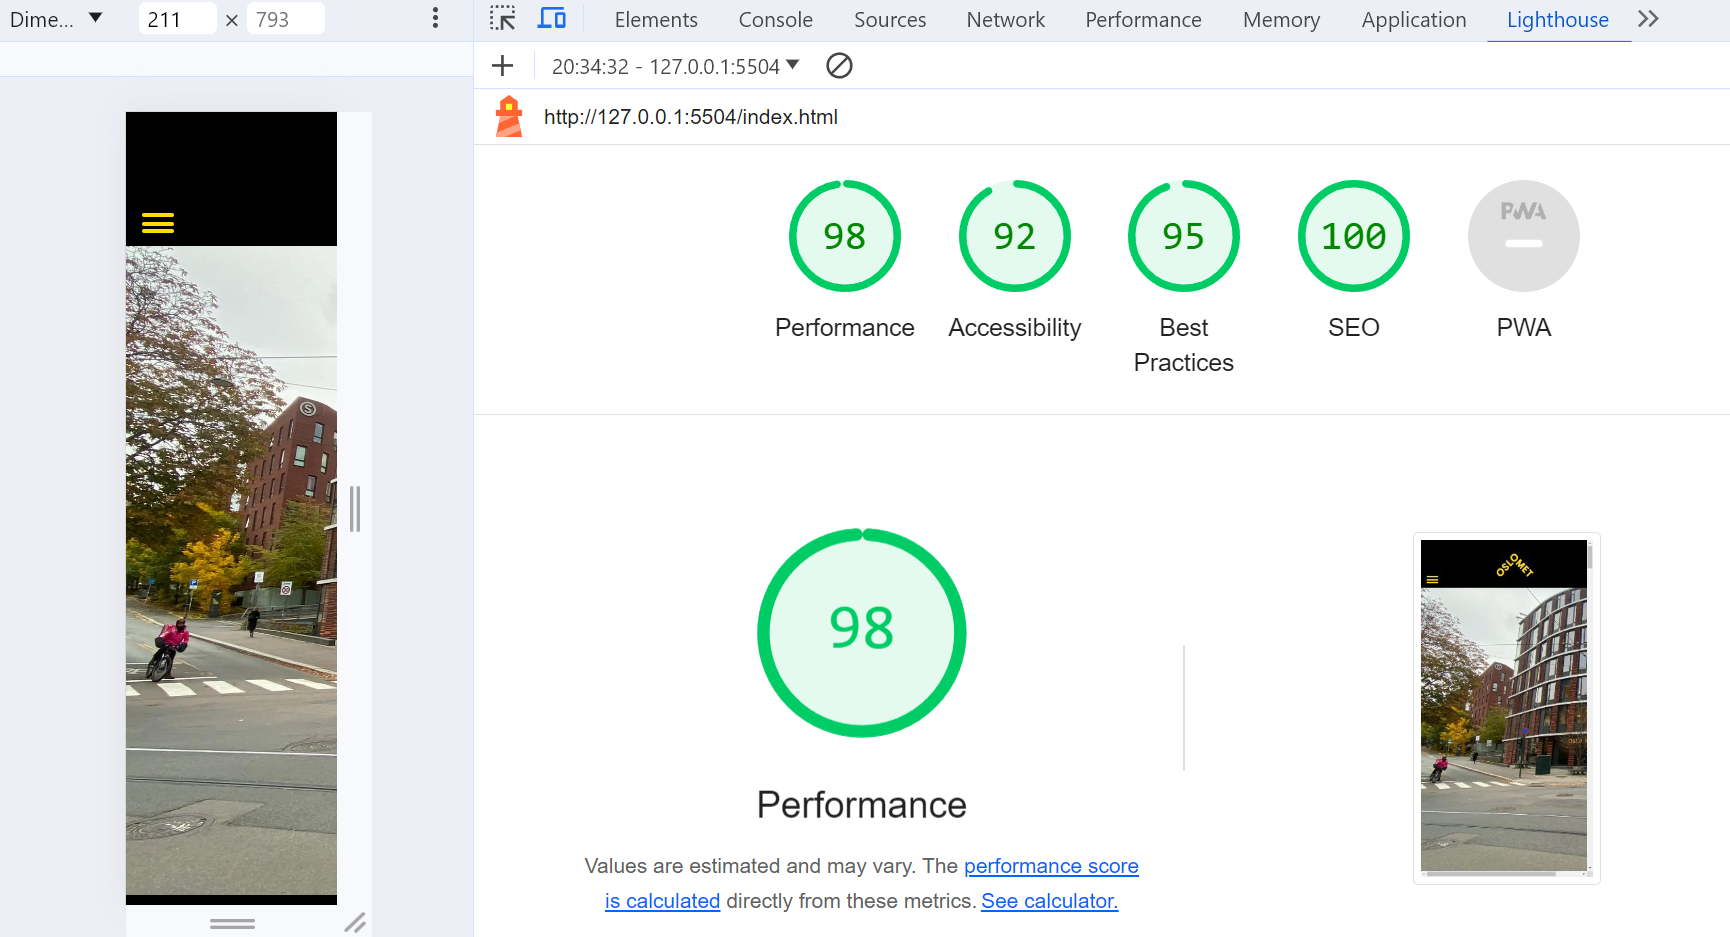 Dime... 211 × 793
Elements Console Sources Network Performance Memory Application Lighthouse
20:34:32 - 127.0.0.1:5504
http://127.0.0.1:5504/index.html
98 92 95 100 PWA
Performance Accessibility Best Practices SEO PWA
S
OSLOMET
98
Performance
Values are estimated and may vary. The performance score
is calculated directly from these metrics. See calculator.